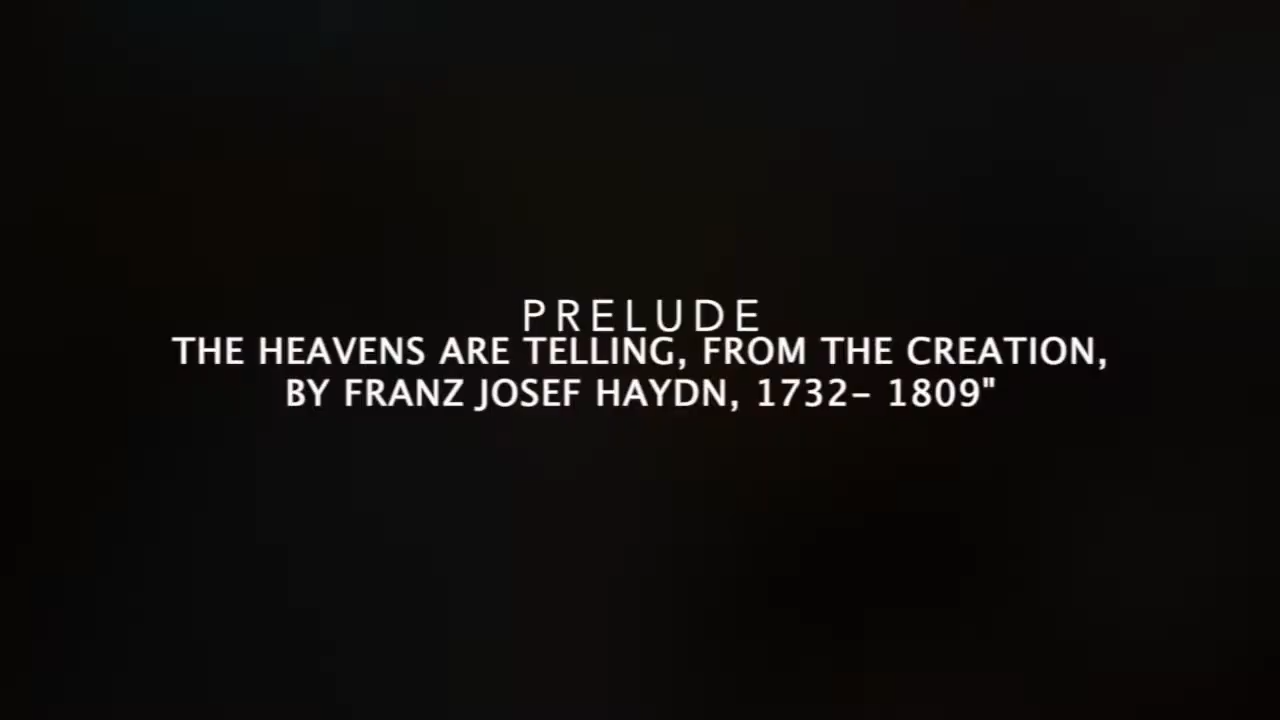 PRELUDE
THE HEAVENS ARE TELLING, FROM THE CREATION,
BY FRANZ JOSEF HAYDN, 1732– 1809"